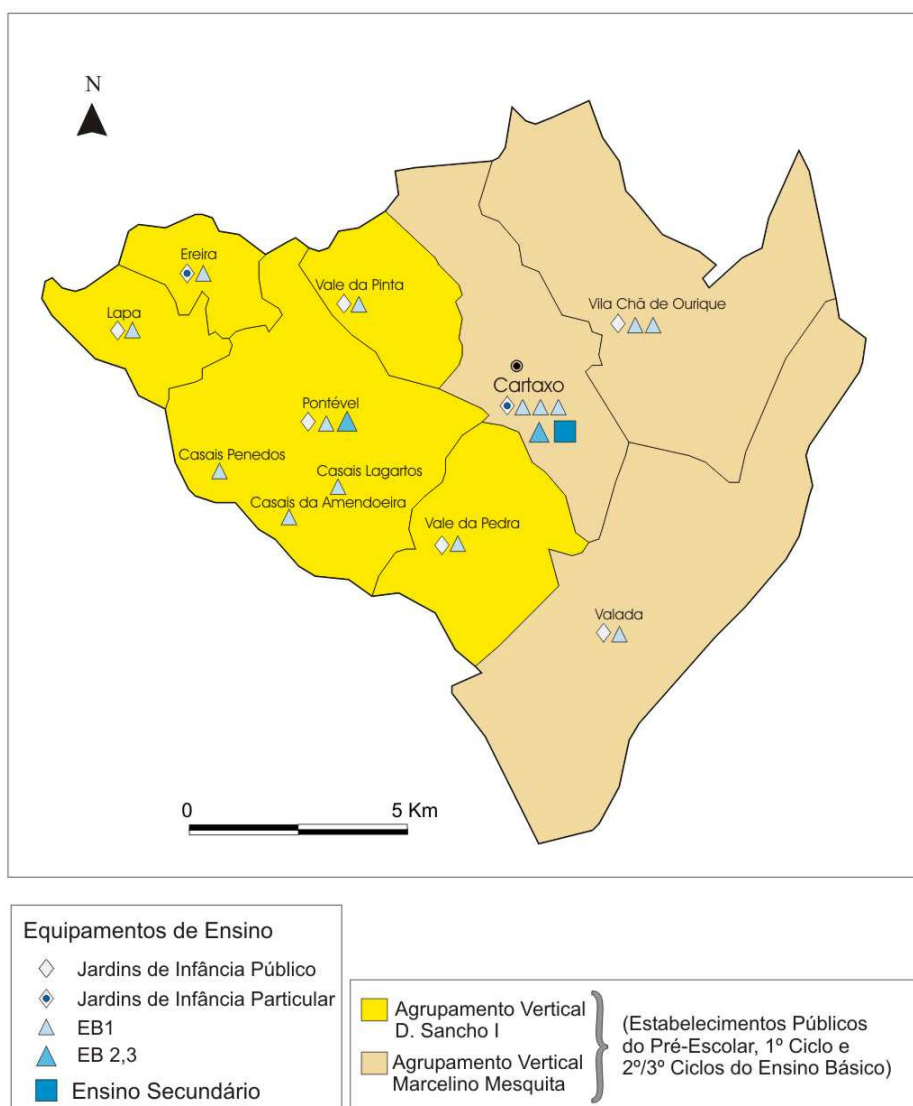 N
Ereira
Vale da Pinta
Lapa
Vila Chã de Ourique
Cartaxo
Pontével
Casais Penedos
Casais Lagartos
Casais da Amendoeira
Vale da Pedra
Valada
0
5 Km
Equipamentos de Ensino
Jardins de Infância Público
Jardins de Infância Particular
EB1
EB 2,3
Ensino Secundário
Agrupamento Vertical
D. Sancho I
Agrupamento Vertical
Marcelino Mesquita
(Estabelecimentos Públicos
do Pré-Escolar, 1º Ciclo e
2º/3º Ciclos do Ensino Básico)